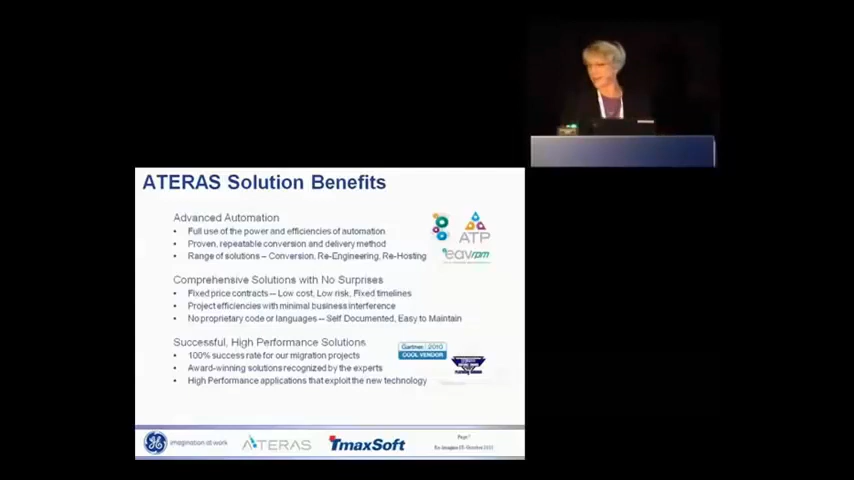 ATERAS Solution Benefits
Advanced Automation
• Full use of the power and efficiencies of automation
• Proven, repeatable conversion and delivery method
• Range of solutions – Conversion, Re-Engineering, Re-Hosting
ATP
eavrpm
Comprehensive Solutions with No Surprises
• Fixed price contracts – Low cost, Low risk, Fixed timelines
• Project efficiencies with minimal business interference
• No proprietary code or languages – Self Documented, Easy to Maintain
Successful, High Performance Solutions
• 100% success rate for our migration projects
• Award-winning solutions recognized by the experts
• High Performance applications that exploit the new technology
Gartner 2010
COOL VENDOR
GE imagination at work
ATERAS
TmaxSoft
Page